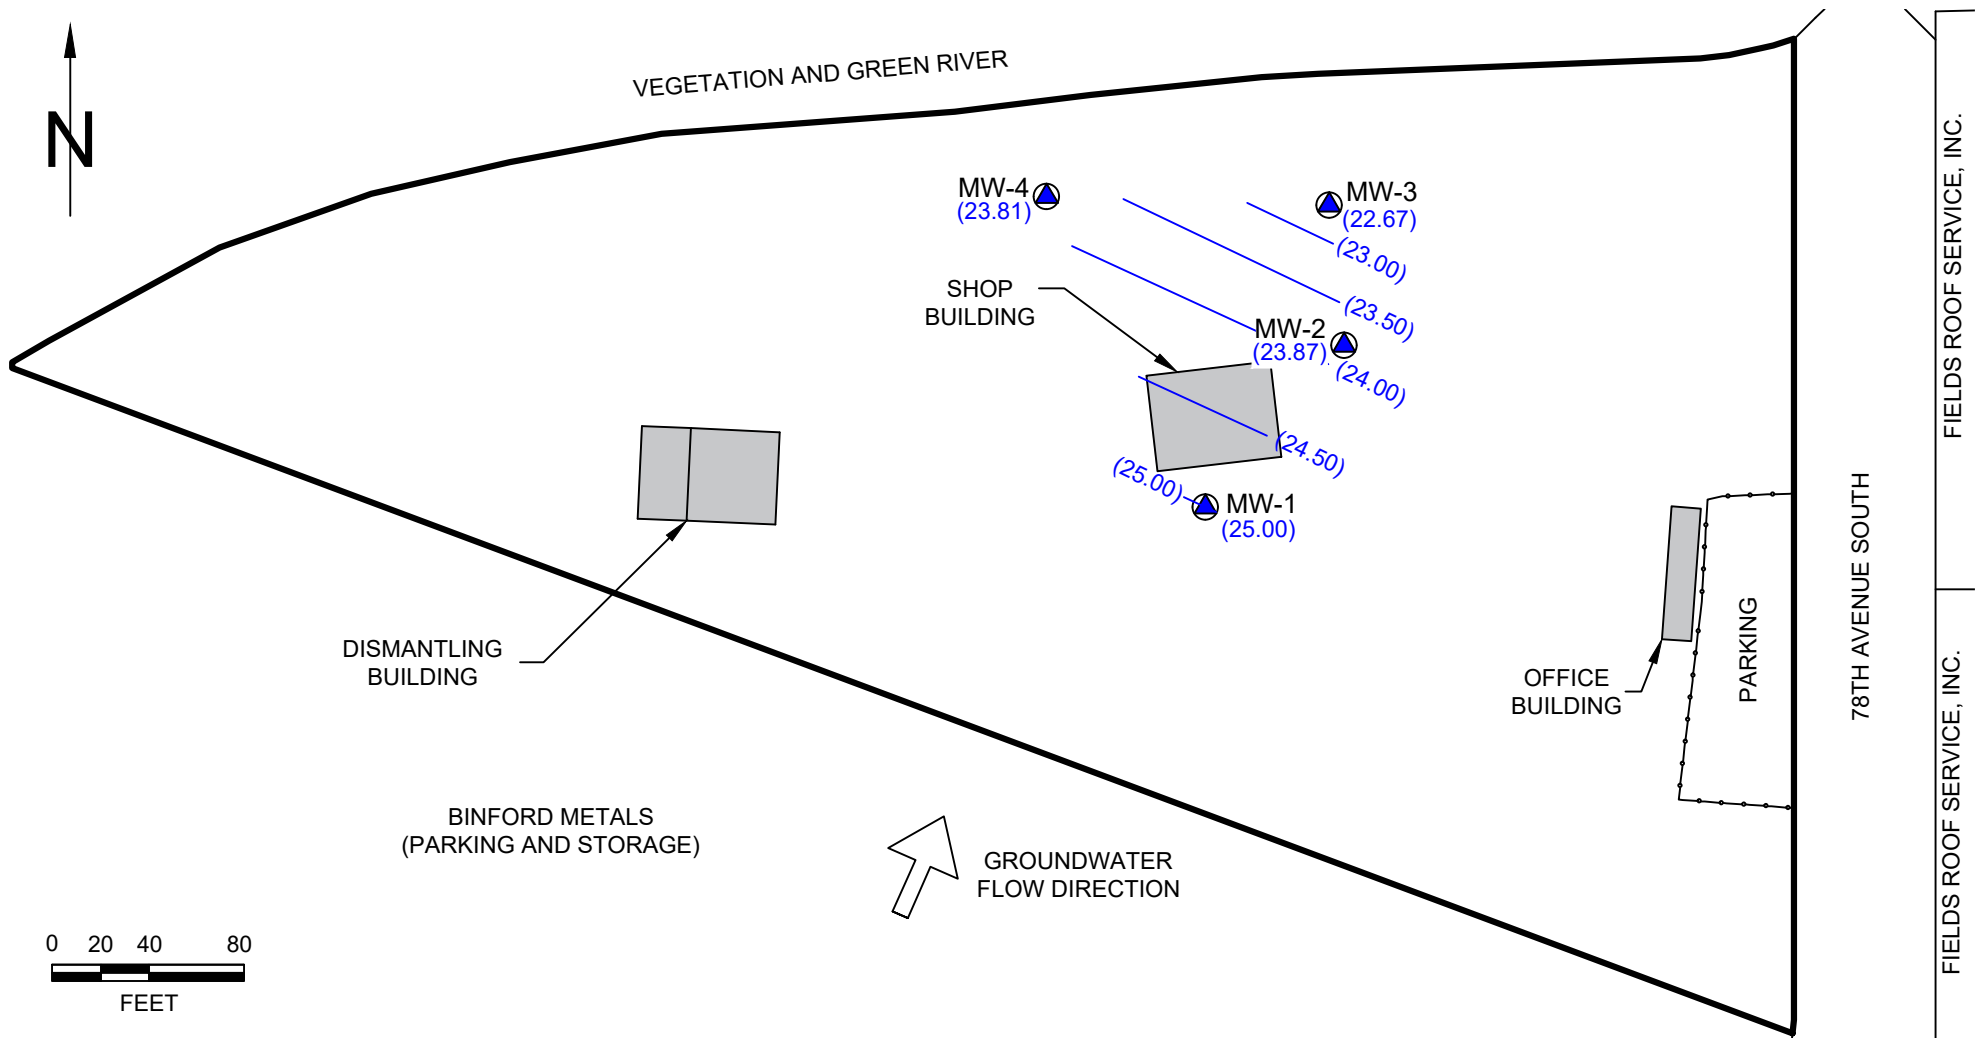 VEGETATION AND GREEN RIVER
N
MW-4
(23.81)
MW-3
(22.67)
(23.00)
SHOP
BUILDING
(23.50)
MW-2
(23.87)
(24.00)
(24.50)
(25.00)
MW-1
(25.00)
DISMANTLING
BUILDING
OFFICE
BUILDING
PARKING
78TH AVENUE SOUTH
FIELDS ROOF SERVICE, INC.
FIELDS ROOF SERVICE, INC.
BINFORD METALS
(PARKING AND STORAGE)
GROUNDWATER
FLOW DIRECTION
0 20 40 80
FEET